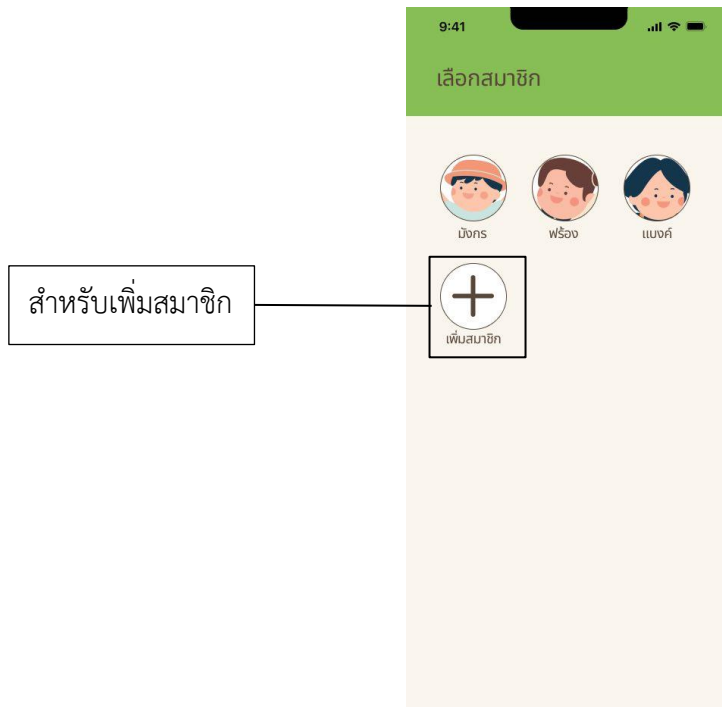 9:41
เลือกสมาชิก
มังกร
ฟร้อง
แบงค์
สำหรับเพิ่มสมาชิก
เพิ่มสมาชิก